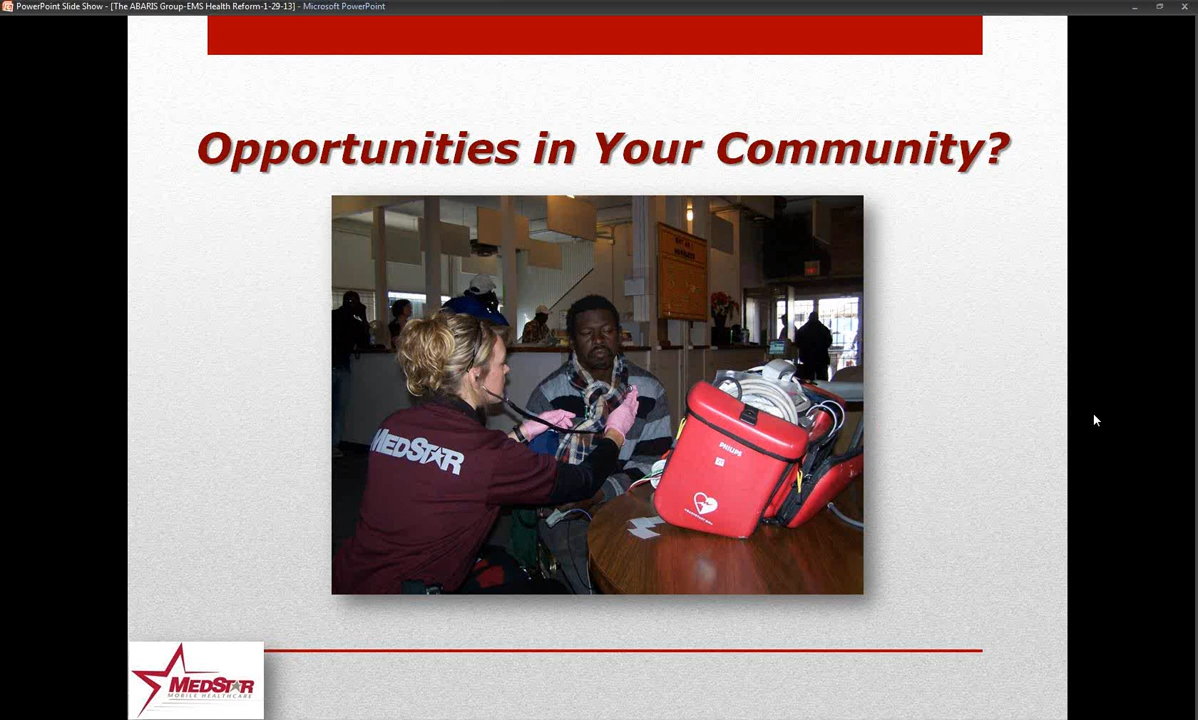 PowerPoint Slide Show - [The ABARIS Group-EMS Health Reform-1-29-13] - Microsoft PowerPoint
Opportunities in Your Community?
MEDSTAR
PHILIPS
MEDSTAR
MOBILE HEALTHCARE